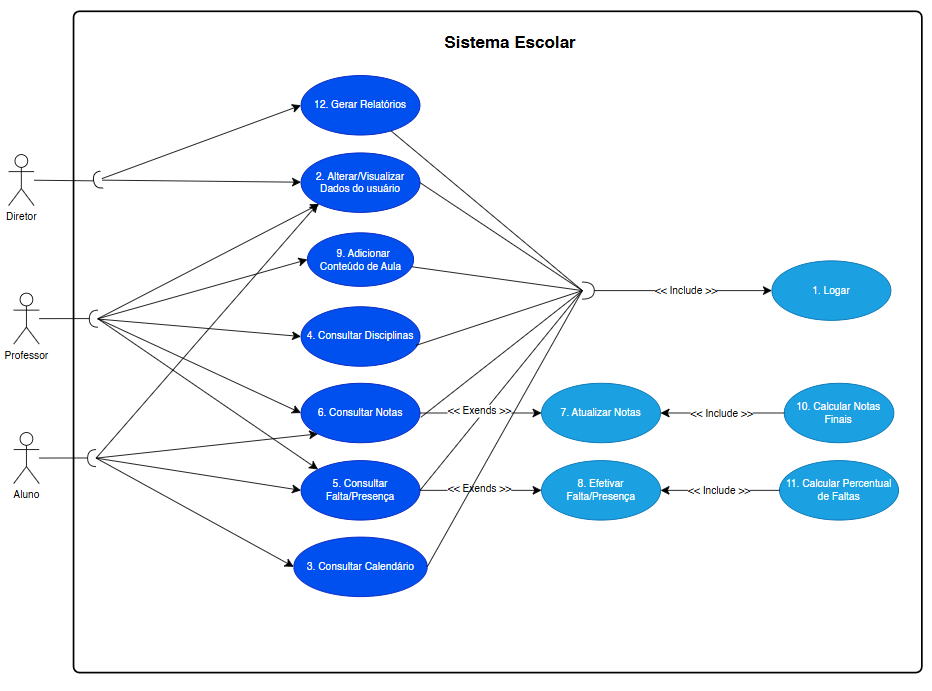 Sistema Escolar
12. Gerar Relatórios
Diretor
2. Alterar/Visualizar
Dados do usuário
9. Adicionar
Conteúdo de Aula
<< Include >>
1. Logar
Professor
4. Consultar Disciplinas
6. Consultar Notas
<< Exends >>
7. Atualizar Notas
<< Include >>
10. Calcular Notas
Finais
Aluno
5. Consultar
Falta/Presença
<< Exends >>
8. Efetivar
Falta/Presença
<< Include >>
11. Calcular Percentual
de Faltas
3. Consultar Calendário